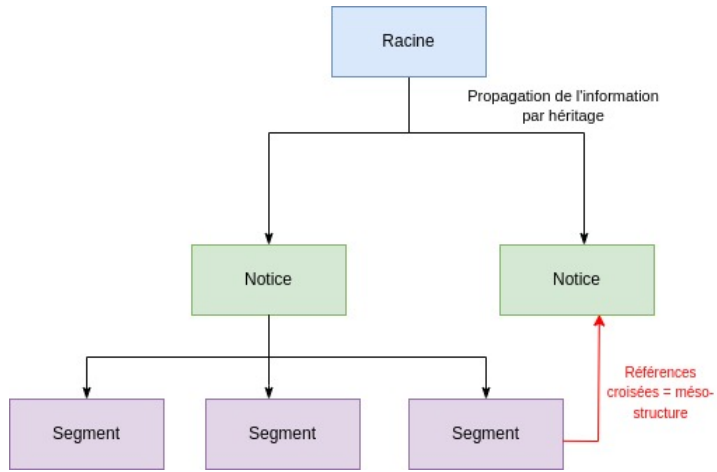 Racine
Propagation de l'information
par héritage
Notice
Notice
Références
croisées = méso-
structure
Segment
Segment
Segment